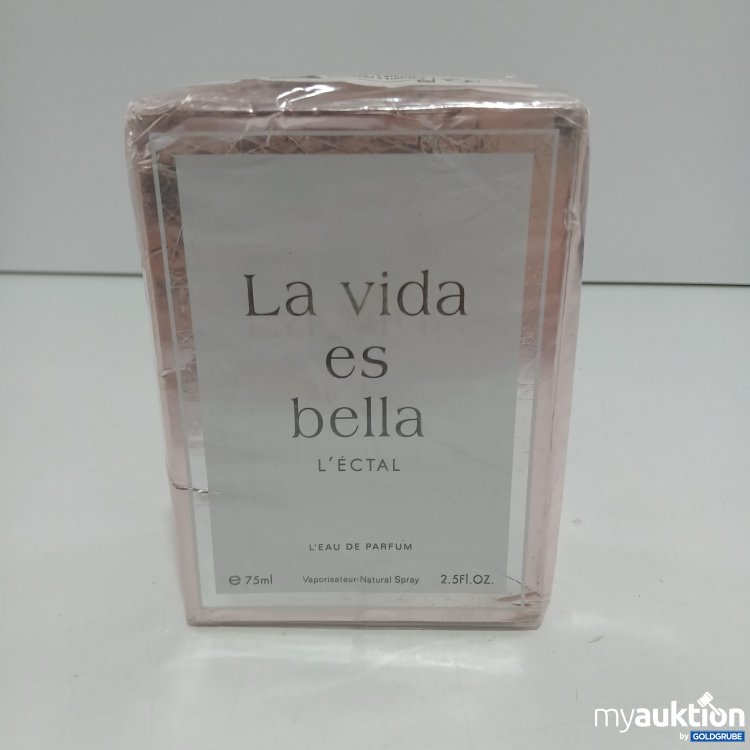 La vida
es
bella
L'ÉCTAL
L'EAU DE PARFUM
℮ 75ml Vaporisateur-Natural Spray 2.5Fl.OZ.
myauktion
by GOLDGRUBE